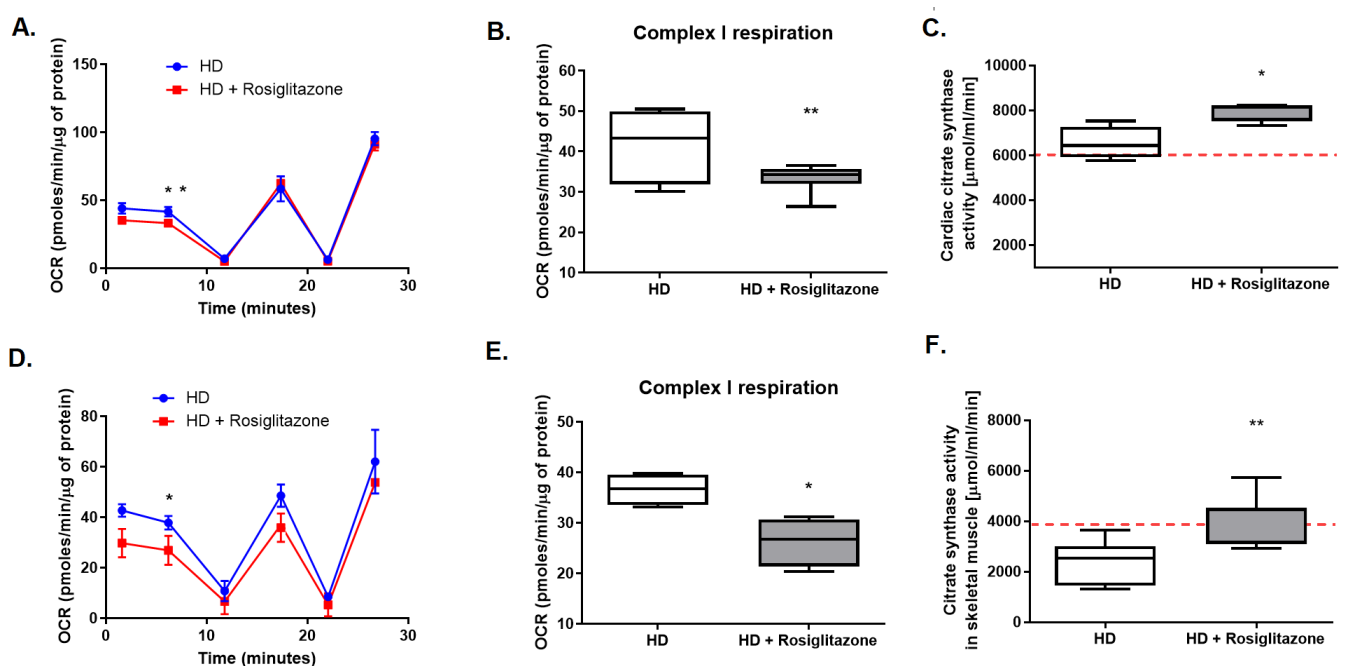 A.
OCR (pmoles/min/μg of protein)
150
100
50
0
HD
HD + Rosiglitazone
* *
0 10 20 30
Time (minutes)
B.
Complex I respiration
OCR (pmoles/min/μg of protein)
60
50
40
30
20
10
**
HD HD + Rosiglitazone
C.
Cardiac citrate synthase
activity [μmol/ml/min]
10000
8000
6000
4000
2000
*
HD HD + Rosiglitazone
D.
OCR (pmoles/min/μg of protein)
80
60
40
20
0
HD
HD + Rosiglitazone
*
0 10 20 30
Time (minutes)
E.
Complex I respiration
OCR (pmoles/min/μg of protein)
50
40
30
20
10
*
HD HD + Rosiglitazone
F.
Citrate synthase activity
in skeletal muscle [μmol/ml/min]
8000
6000
4000
2000
0
**
HD HD + Rosiglitazone